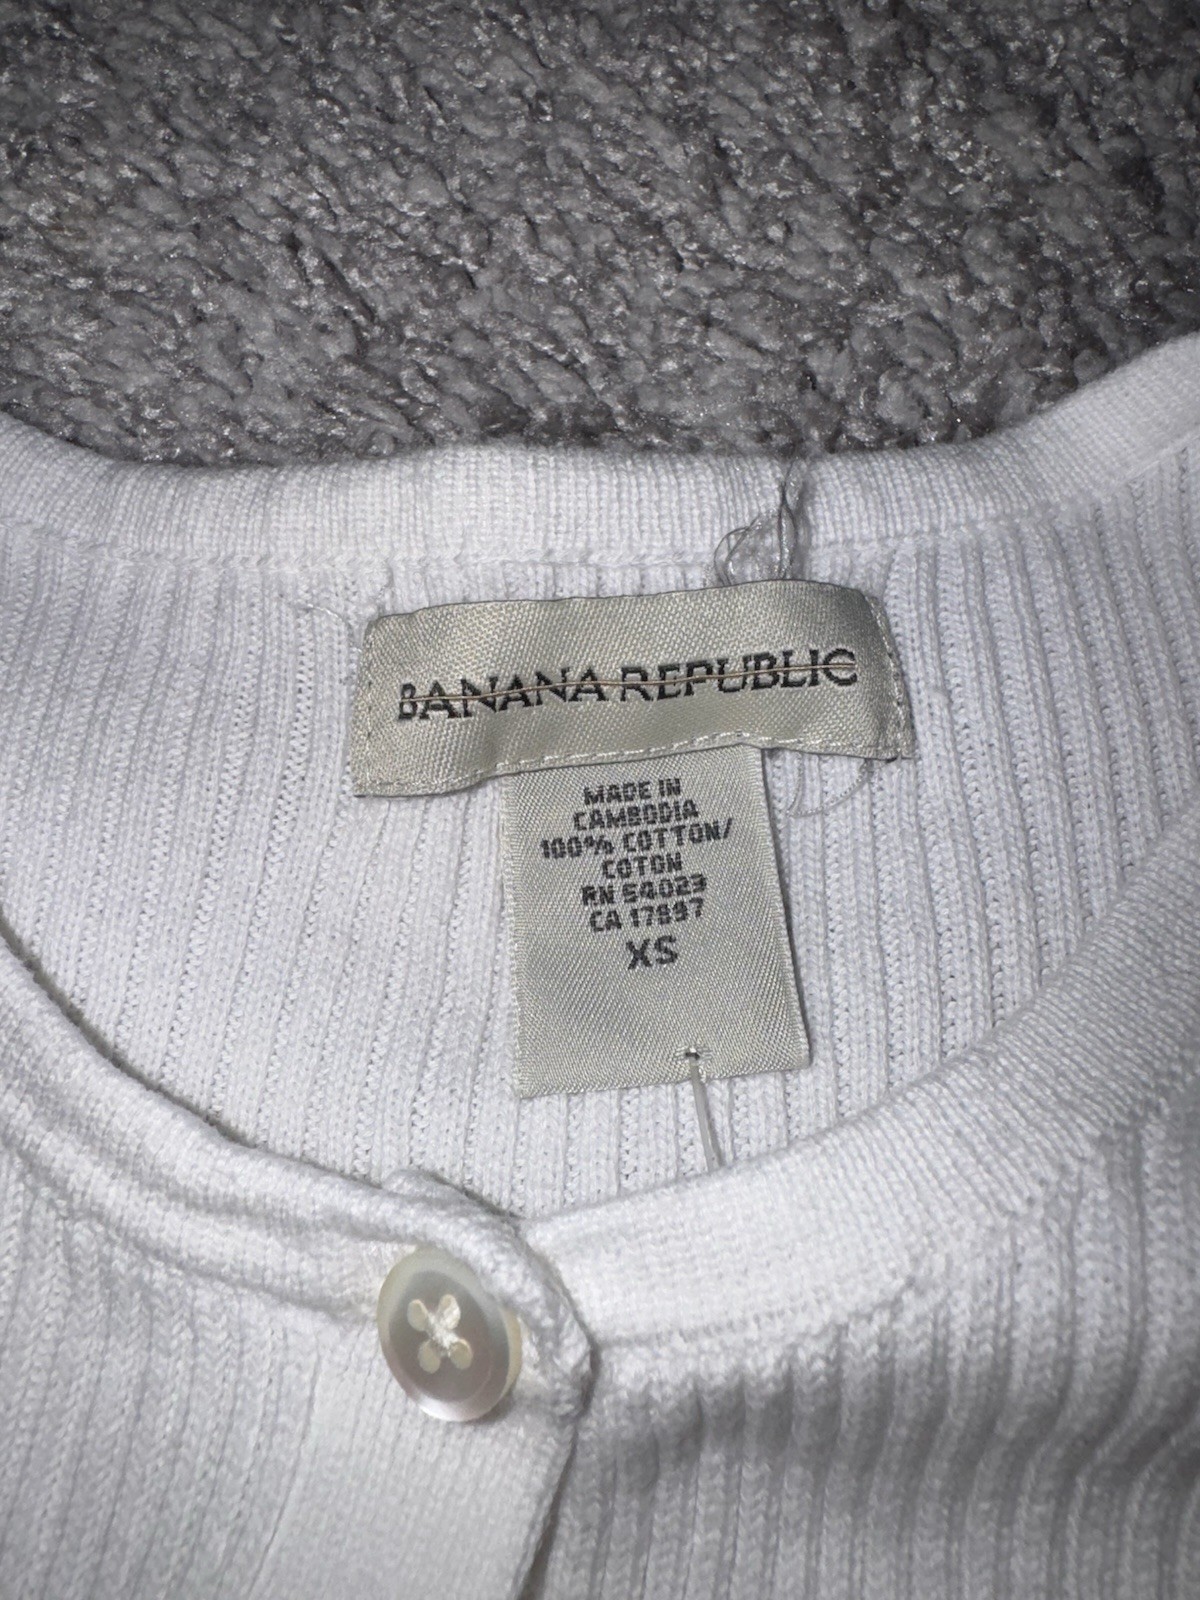 BANANA REPUBLIC
MADE IN
CAMBODIA
100% COTTON/
COTON
RN 54023
CA 17897
XS